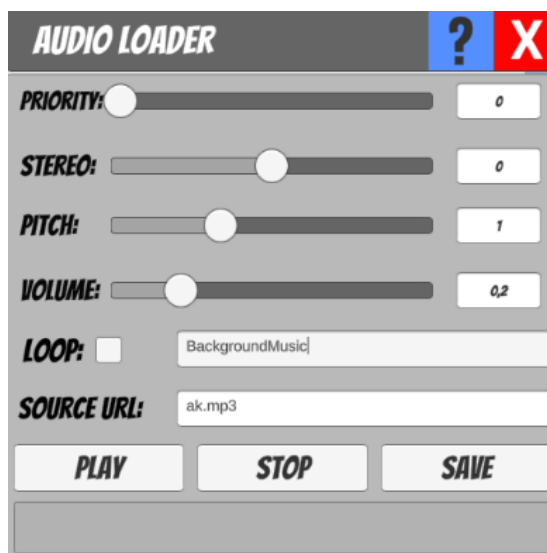 AUDIO LOADER ? X
PRIORITY: 0
STEREO: 0
PITCH: 1
VOLUME: 0,2
LOOP: BackgroundMusic
SOURCE URL: ak.mp3
PLAY STOP SAVE